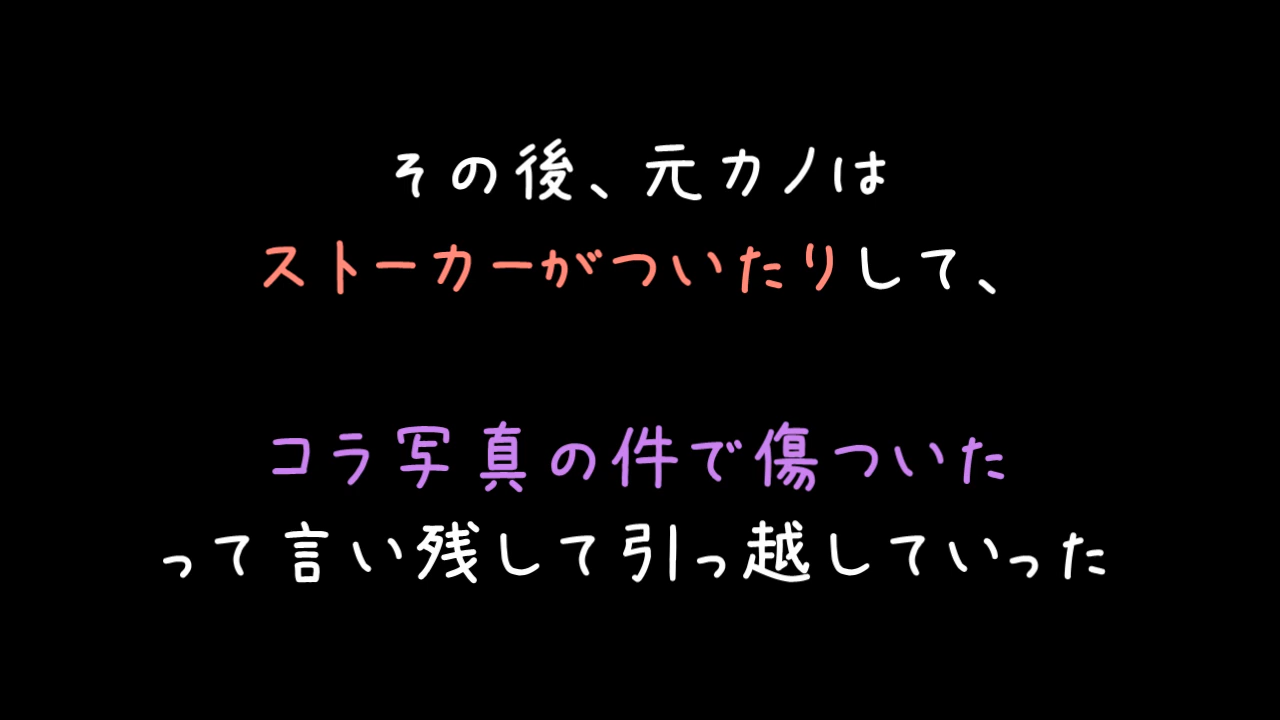 その後、元カノは
ストーカーがついたりして、
コラ写真の件で傷ついた
って言い残して引っ越していった